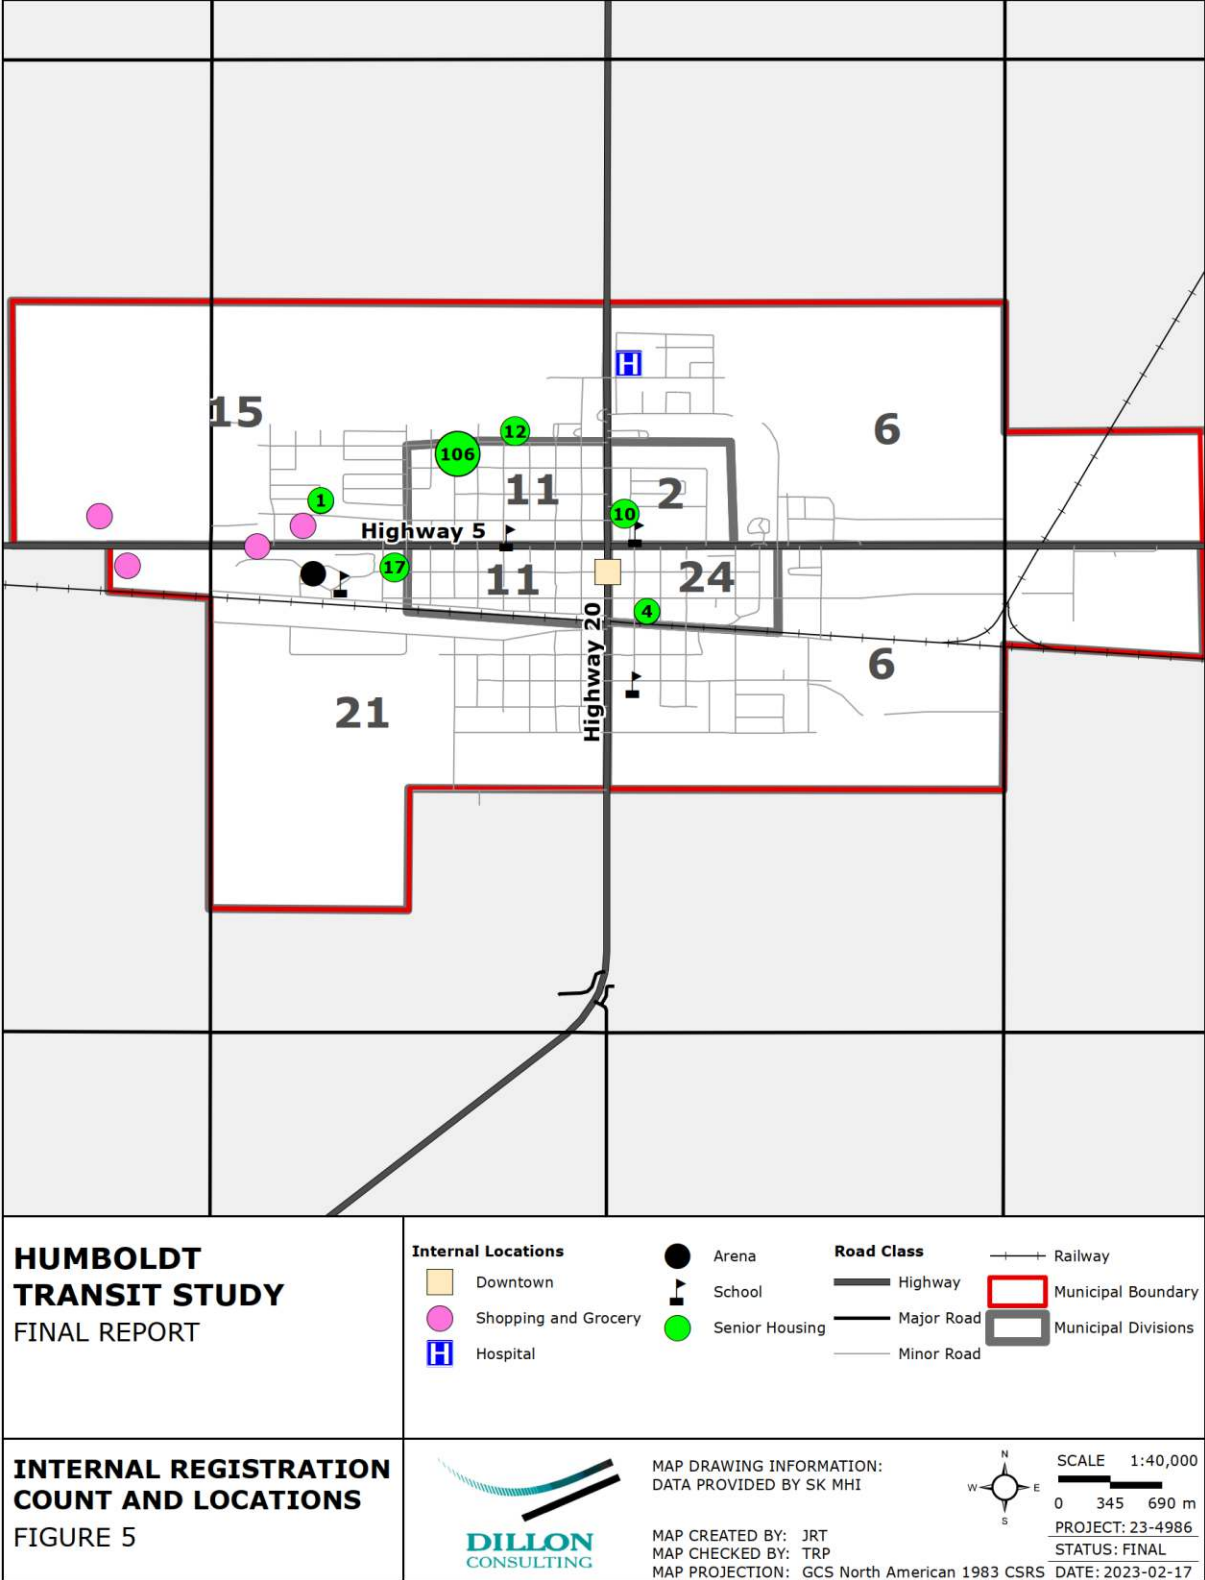 H
15
6
12
106
11
2
1
10
Highway 5
17
11
24
4
Highway 20
6
21
HUMBOLDT
TRANSIT STUDY
FINAL REPORT
Internal Locations
Downtown
Shopping and Grocery
H Hospital
Arena
School
Senior Housing
Road Class
Highway
Major Road
Minor Road
Railway
Municipal Boundary
Municipal Divisions
INTERNAL REGISTRATION
COUNT AND LOCATIONS
FIGURE 5
DILLON
CONSULTING
MAP DRAWING INFORMATION:
DATA PROVIDED BY SK MHI
MAP CREATED BY: JRT
MAP CHECKED BY: TRP
MAP PROJECTION: GCS North American 1983 CSRS
N
W E
S
SCALE 1:40,000
0 345 690 m
PROJECT: 23-4986
STATUS: FINAL
DATE: 2023-02-17